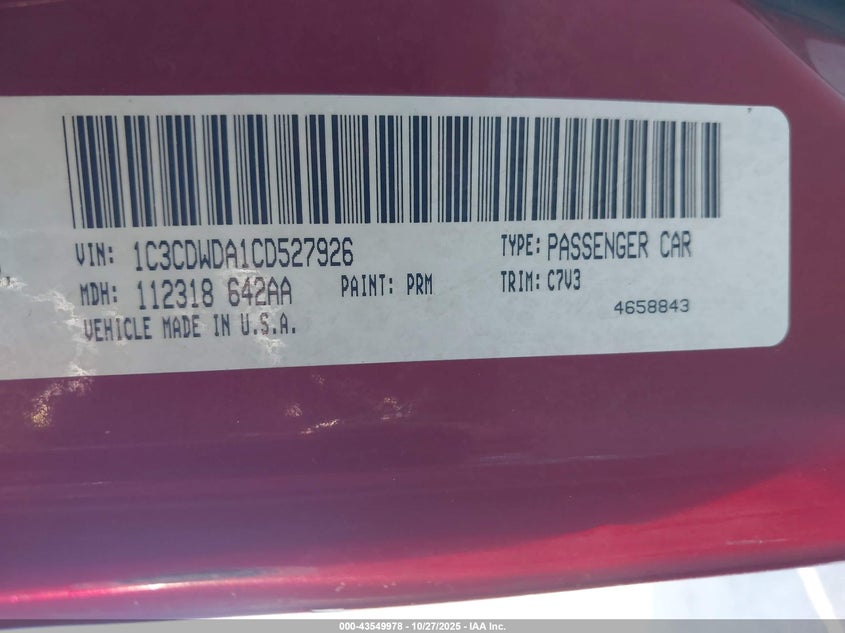 VIN: 1C3CDWDA1CD527926 TYPE: PASSENGER CAR
MDH: 112318 642AA PAINT: PRM TRIM: C7V3
VEHICLE MADE IN U.S.A. 4658843
000-43549978 | 10/27/2025 - IAA Inc.